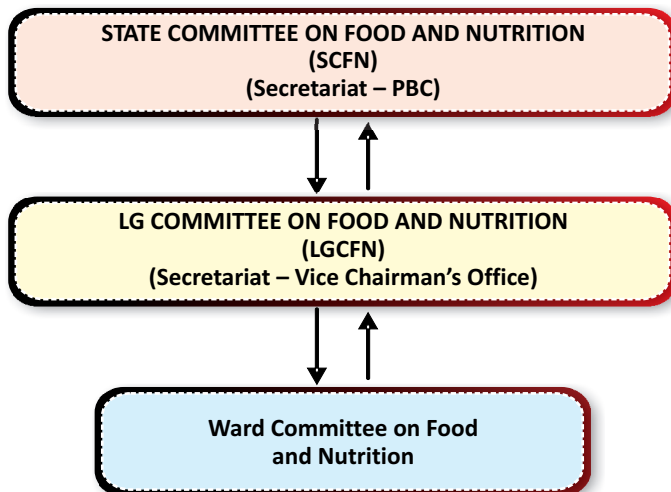 STATE COMMITTEE ON FOOD AND NUTRITION
(SCFN)
(Secretariat – PBC)
LG COMMITTEE ON FOOD AND NUTRITION
(LGCFN)
(Secretariat – Vice Chairman’s Office)
Ward Committee on Food
and Nutrition